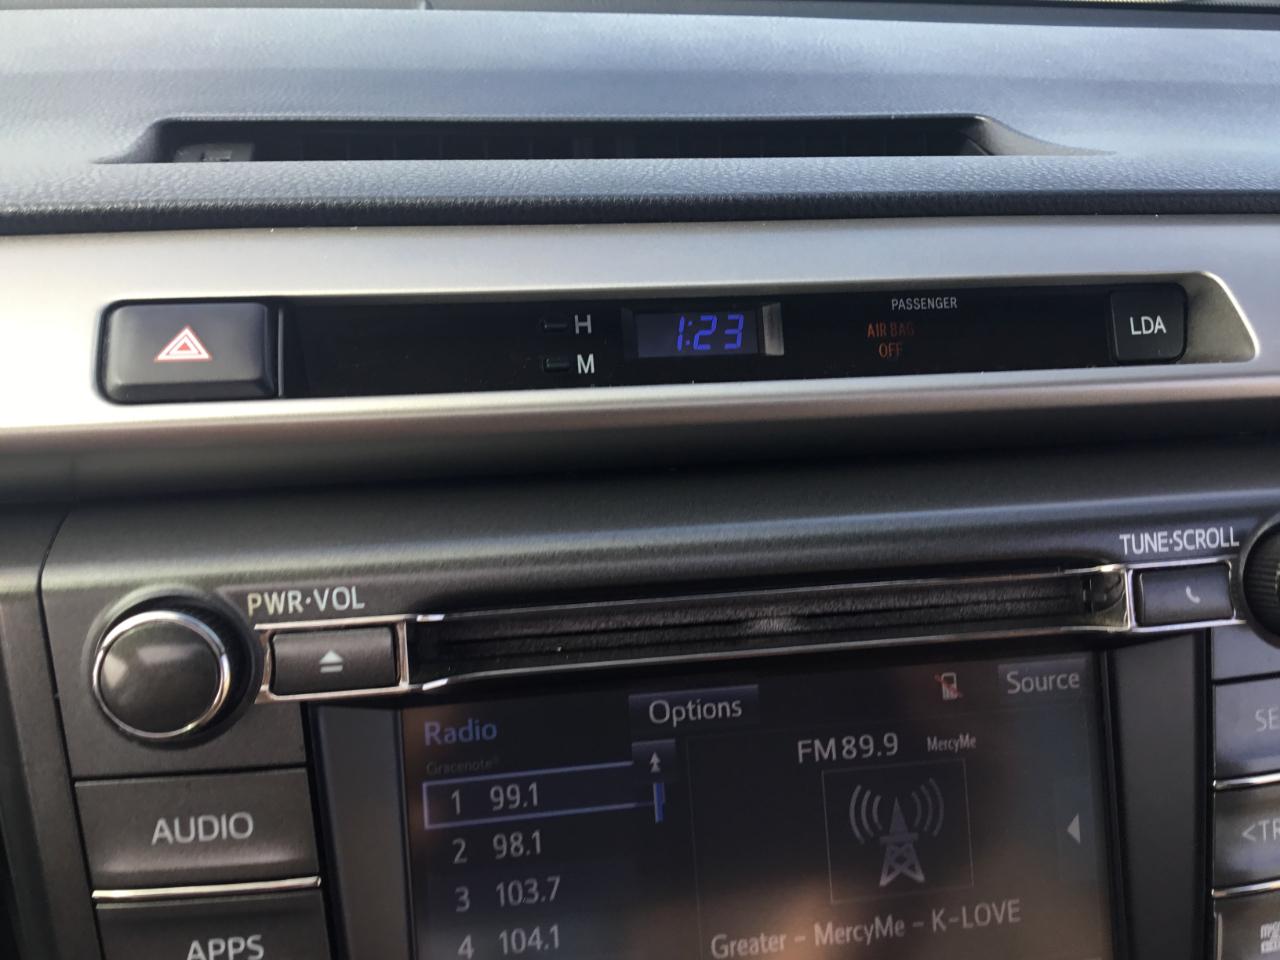 H
M
1:23
PASSENGER
AIR BAG
OFF
LDA
TUNE·SCROLL
PWR·VOL
Source
Options
Radio
Gracenote
FM 89.9
MercyMe
1 99.1
2 98.1
3 103.7
4 104.1
AUDIO
APPS
Greater - MercyMe - K-LOVE